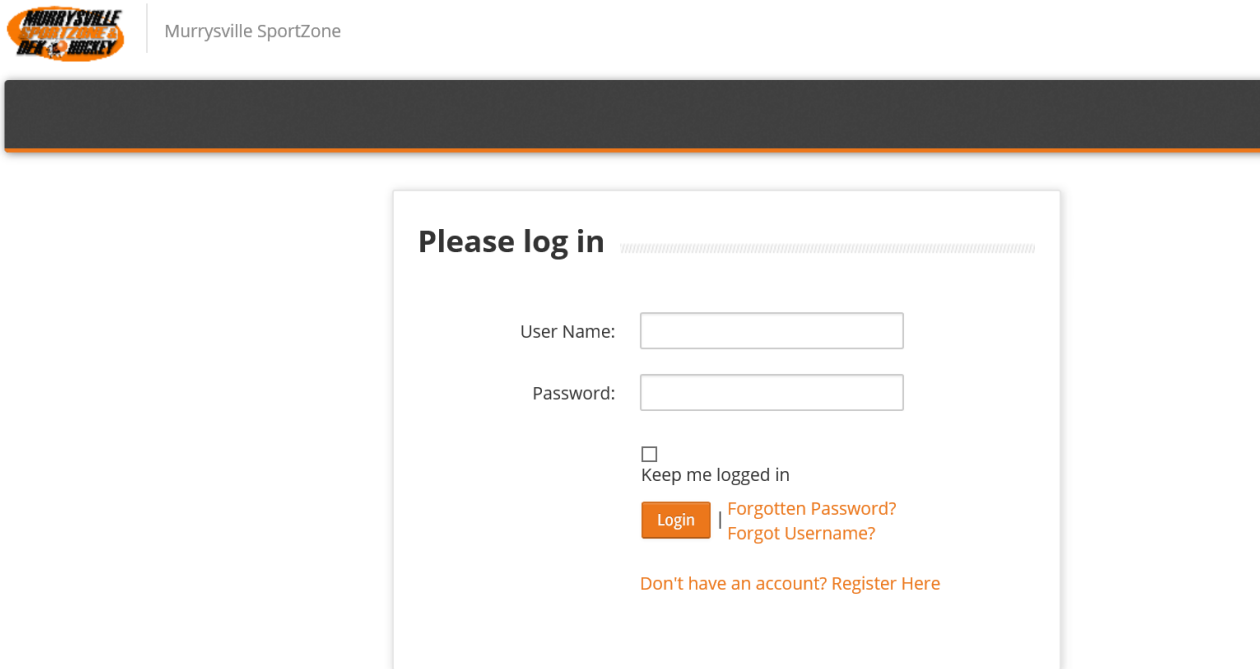 MURRYSVILLE
SPORTZONE &
DEK HOCKEY
Murrysville SportZone
Please log in
User Name:
Password:
Keep me logged in
Login | Forgotten Password?
Forgot Username?
Don't have an account? Register Here